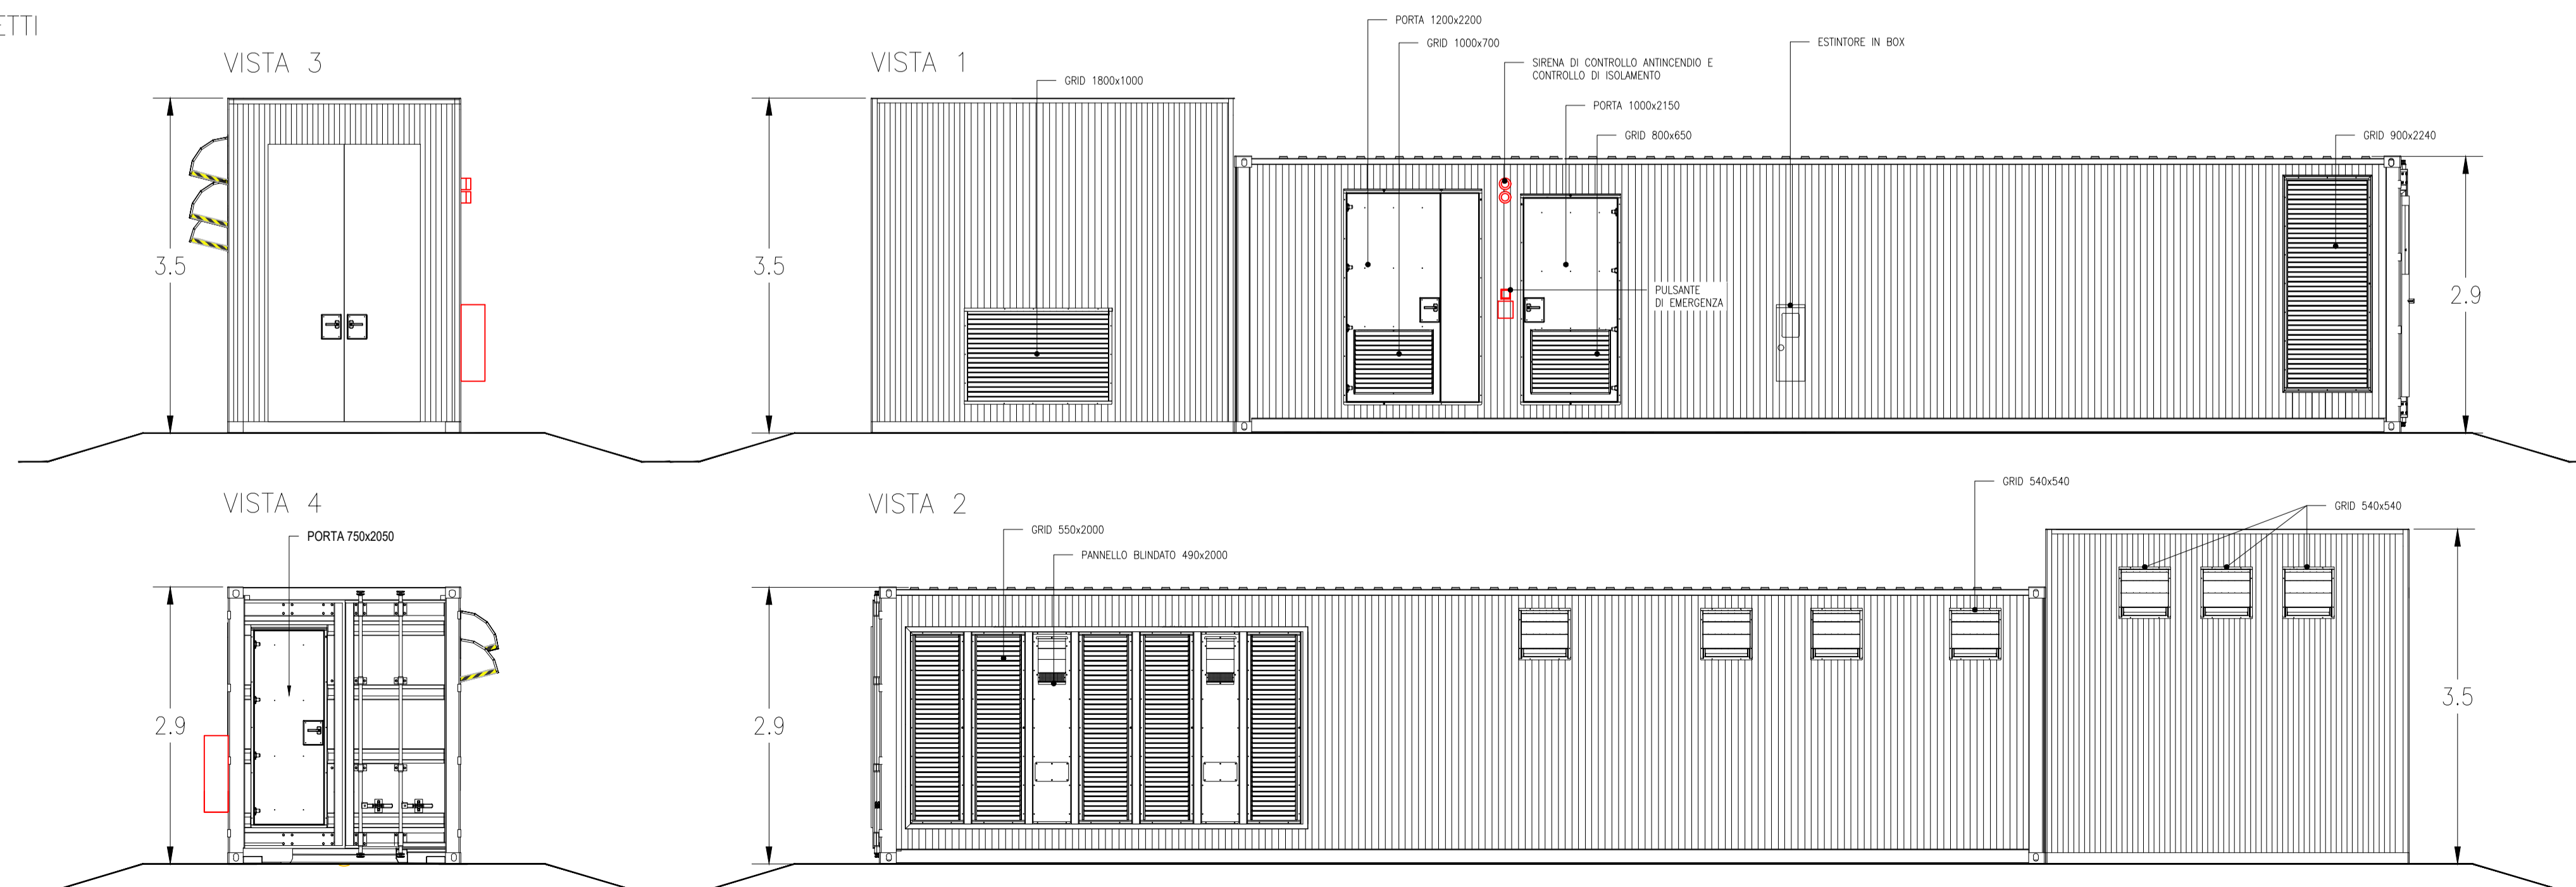 ETTI
VISTA 3
3.5
VISTA 1
GRID 1800x1000
PORTA 1200x2200
GRID 1000x700
SIRENA DI CONTROLLO ANTINCENDIO E
CONTROLLO DI ISOLAMENTO
PORTA 1000x2150
GRID 800x650
ESTINTORE IN BOX
GRID 900x2240
3.5
PULSANTE
DI EMERGENZA
2.9
VISTA 4
PORTA 750x2050
2.9
VISTA 2
GRID 550x2000
PANNELLO BLINDATO 490x2000
GRID 540x540
GRID 540x540
2.9
3.5